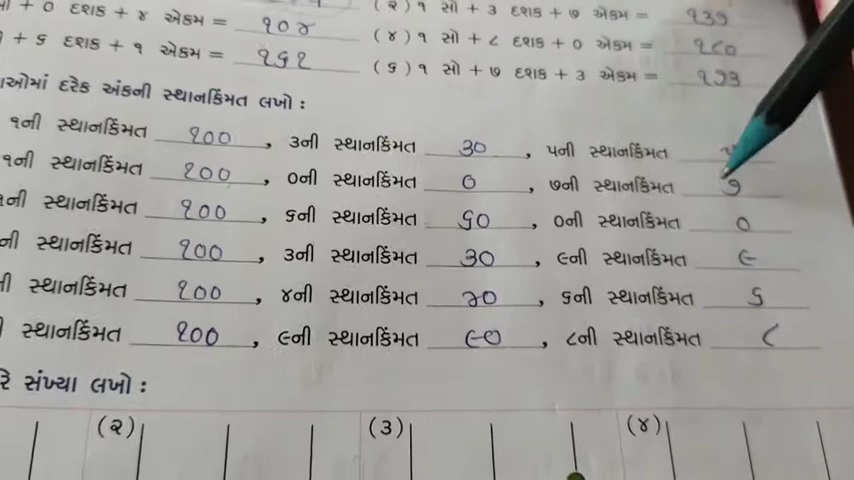 + ૦ દશક + ૪ એકમ = ૧૦૪ (૨) ૧ સો + ૩ દશક + ૭ એકમ = ૧૩૭
+ ૬ દશક + ૧ એકમ = ૧૬૧ (૪) ૧ સો + ૮ દશક + ૦ એકમ = ૧૮૦
(૬) ૧ સો + ૭ દશક + ૩ એકમ = ૧૭૩
દરેક અંકની સ્થાનકિંમત લખો :
૧ની સ્થાનકિંમત ૧૦૦ , ૩ની સ્થાનકિંમત ૩૦ , ૫ની સ્થાનકિંમત
૧ની સ્થાનકિંમત ૧૦૦ , ૦ની સ્થાનકિંમત ૦ , ૭ની સ્થાનકિંમત ૭
૧ની સ્થાનકિંમત ૧૦૦ , ૬ની સ્થાનકિંમત ૬૦ , ૦ની સ્થાનકિંમત ૦
ની સ્થાનકિંમત ૧૦૦ , ૩ની સ્થાનકિંમત ૩૦ , ૯ની સ્થાનકિંમત ૯
ની સ્થાનકિંમત ૧૦૦ , ૪ની સ્થાનકિંમત ૪૦ , ૬ની સ્થાનકિંમત ૬
સ્થાનકિંમત ૧૦૦ , ૯ની સ્થાનકિંમત ૯૦ , ૮ની સ્થાનકિંમત ૮
સંખ્યા લખો :
(૨) (૩) (૪)